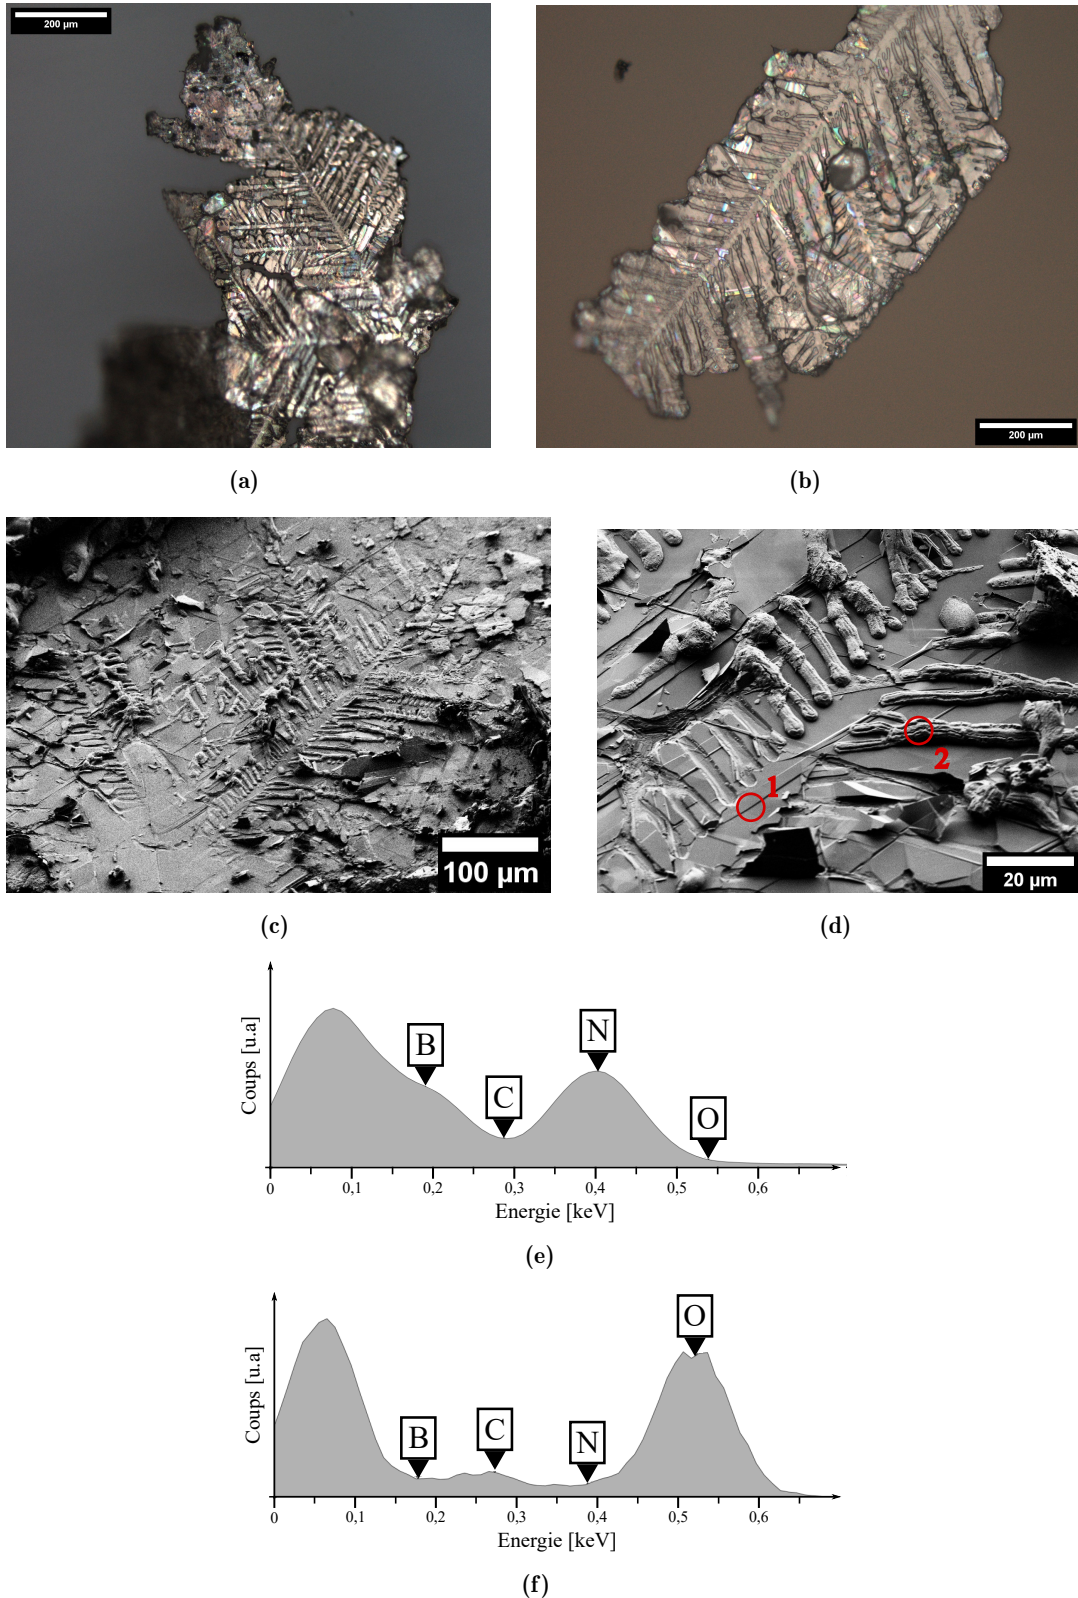 200 µm
200 µm
(a)
(b)
1
2
100 µm
20 µm
(c)
(d)
Coups [u.a]
B
C
N
O
0
0,1
0,2
0,3
0,4
0,5
0,6
Energie [keV]
(e)
Coups [u.a]
B
C
N
O
0
0,1
0,2
0,3
0,4
0,5
0,6
Energie [keV]
(f)